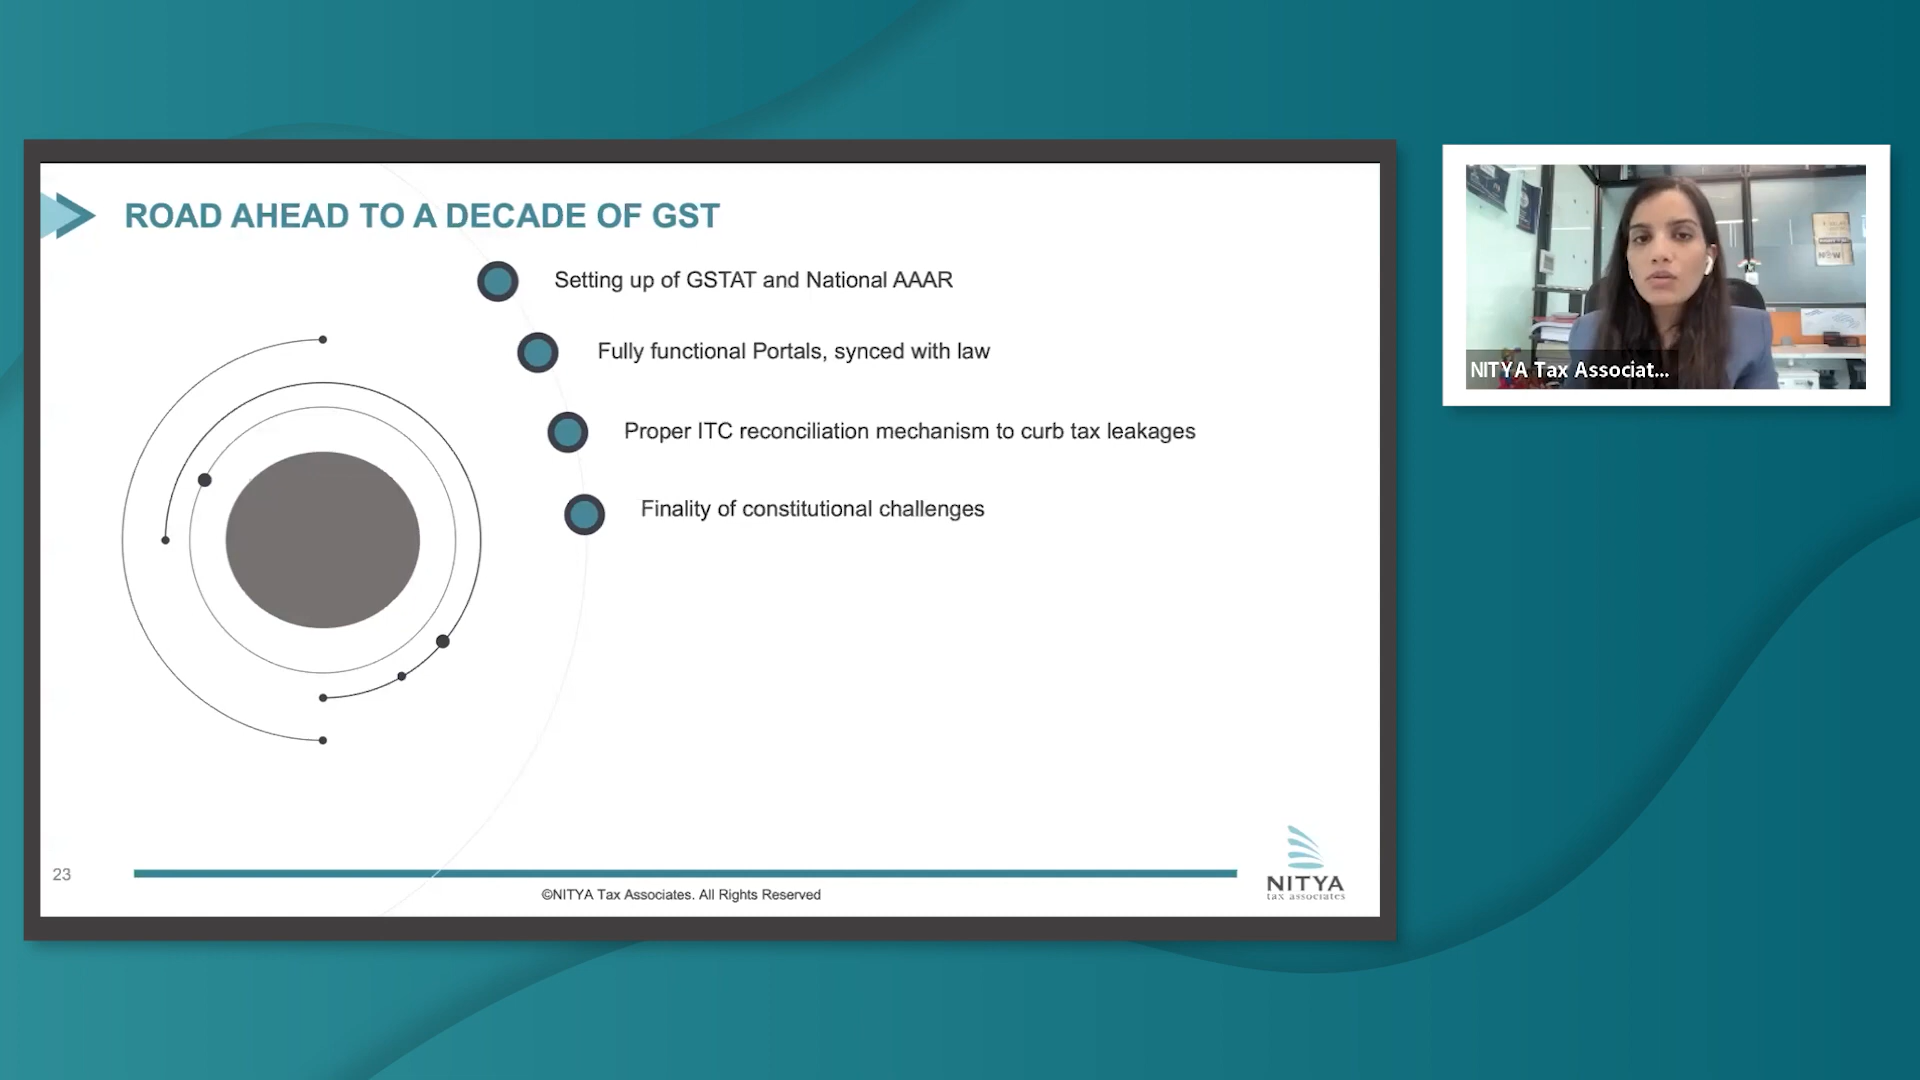 ROAD AHEAD TO A DECADE OF GST
Setting up of GSTAT and National AAAR
Fully functional Portals, synced with law
Proper ITC reconciliation mechanism to curb tax leakages
Finality of constitutional challenges
23
©NITYA Tax Associates. All Rights Reserved
NITYA
tax associates
NITYA Tax Associat...
NOW